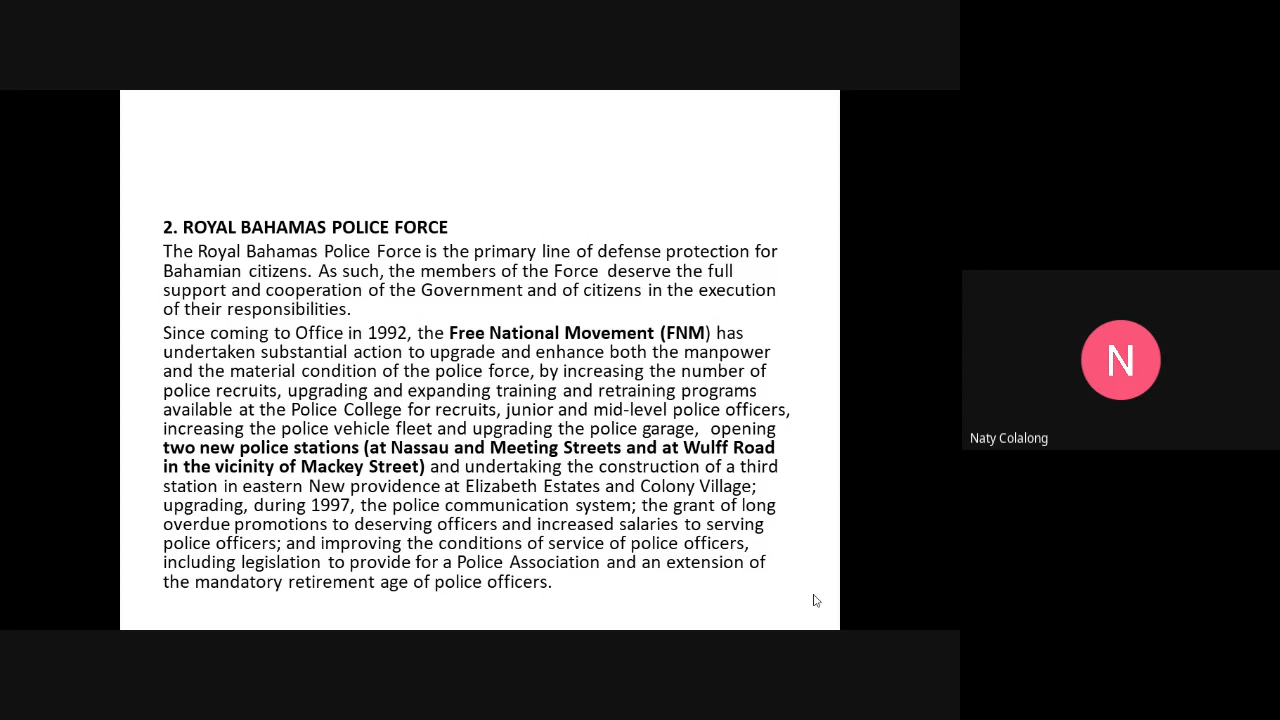 2. ROYAL BAHAMAS POLICE FORCE
The Royal Bahamas Police Force is the primary line of defense protection for
Bahamian citizens. As such, the members of the Force deserve the full
support and cooperation of the Government and of citizens in the execution
of their responsibilities.
Since coming to Office in 1992, the Free National Movement (FNM) has
undertaken substantial action to upgrade and enhance both the manpower
and the material condition of the police force, by increasing the number of
police recruits, upgrading and expanding training and retraining programs
available at the Police College for recruits, junior and mid-level police officers,
increasing the police vehicle fleet and upgrading the police garage, opening
two new police stations (at Nassau and Meeting Streets and at Wulff Road
in the vicinity of Mackey Street) and undertaking the construction of a third
station in eastern New providence at Elizabeth Estates and Colony Village;
upgrading, during 1997, the police communication system; the grant of long
overdue promotions to deserving officers and increased salaries to serving
police officers; and improving the conditions of service of police officers,
including legislation to provide for a Police Association and an extension of
the mandatory retirement age of police officers.
N
Naty Colalong